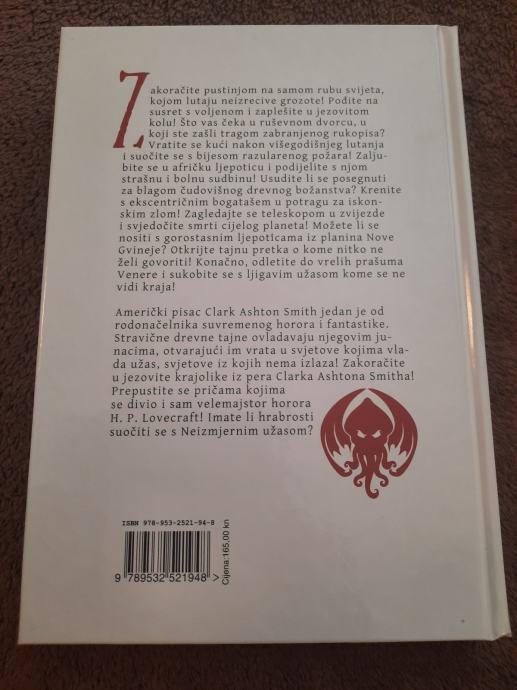 Zakoračite pustinjom na samom rubu svijeta,
kojom lutaju neizrecive grozote! Pođite na
susret s voljenom i zaplešite u jezovitom
kolu! Što vas čeka u ruševnom dvorcu, u
koji ste zašli tragom zabranjenog rukopisa?
Vratite se kući nakon višegodišnjeg lutanja
i suočite se s bijesom razularenog požara! Zalju-
bite se u afričku ljepoticu i podijelite s njom
strašnu i bolnu sudbinu! Usudite li se posegnuti
za blagom čudovišnog drevnog božanstva? Krenite
s ekscentričnim bogatašem u potragu za iskon-
skim zlom! Zagledajte se teleskopom u zvijezde
i svjedočite smrti cijelog planeta! Možete li se
nositi s gorostasnim ljepoticama iz planina Nove
Gvineje? Otkrijte tajnu pretka o kome nitko ne
želi govoriti! Konačno, odletite do vrelih prašuma
Venere i sukobite se s ljigavim užasom kome se ne
vidi kraja!
Američki pisac Clark Ashton Smith jedan je od
rodonačelnika suvremenog horora i fantastike.
Stravične drevne tajne ovladavaju njegovim ju-
nacima, otvarajući im vrata u svjetove kojima vla-
da užas, svjetove iz kojih nema izlaza! Zakoračite
u jezovite krajolike iz pera Clarka Ashtona Smitha!
Prepustite se pričama kojima
se divio i sam velemajstor horora
H. P. Lovecraft! Imate li hrabrosti
suočiti se s Neizmjernim užasom?
ISBN 978-953-2521-94-8
9 789532 521948 >
Cijena:165,00 kn